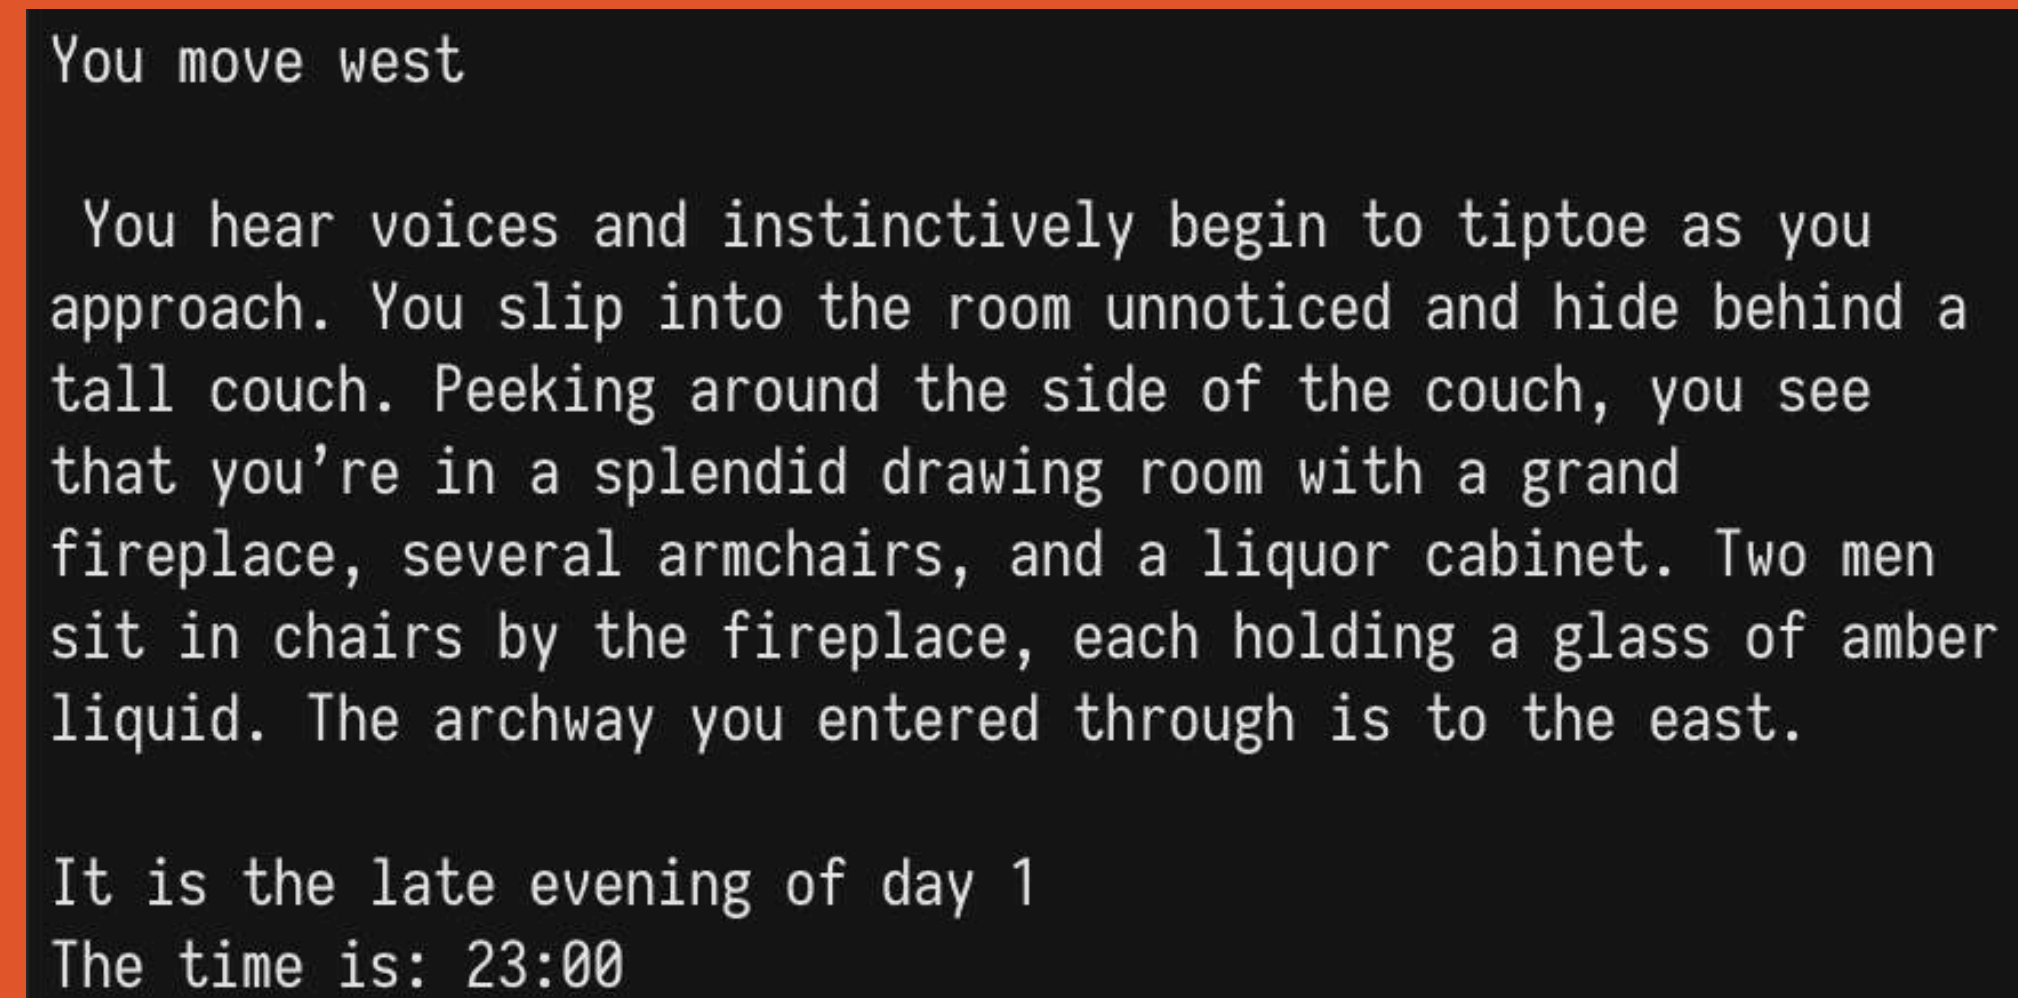 You move west
You hear voices and instinctively begin to tiptoe as you
approach. You slip into the room unnoticed and hide behind a
tall couch. Peeking around the side of the couch, you see
that you’re in a splendid drawing room with a grand
fireplace, several armchairs, and a liquor cabinet. Two men
sit in chairs by the fireplace, each holding a glass of amber
liquid. The archway you entered through is to the east.
It is the late evening of day 1
The time is: 23:00